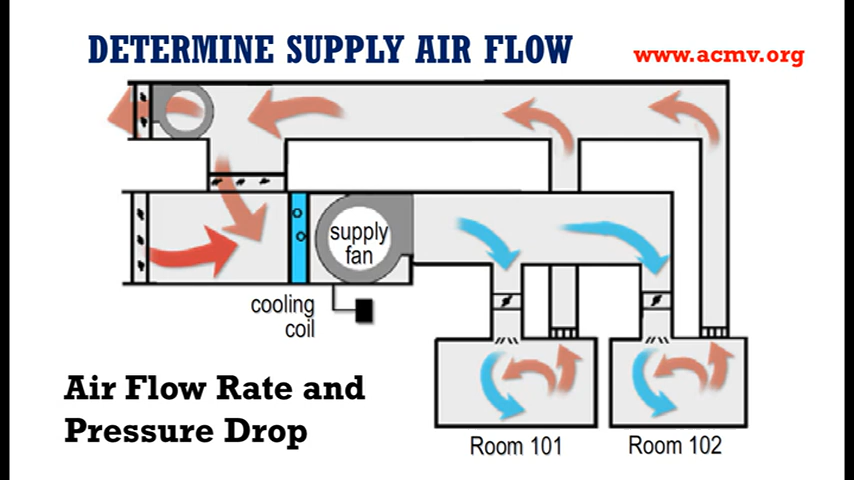 DETERMINE SUPPLY AIR FLOW
www.acmv.org
supply
fan
cooling
coil
Air Flow Rate and
Pressure Drop
Room 101
Room 102